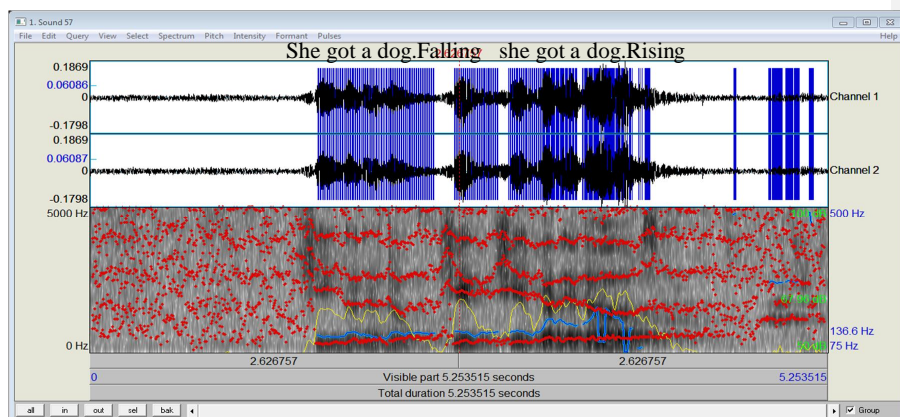 1. Sound 57
File Edit Query View Select Spectrum Pitch Intensity Formant Pulses Help
She got a dog.Falling she got a dog.Rising
2.626757
0.1869
0.06086
0
-0.1798
Channel 1
0.1869
0.06087
0
-0.1798
Channel 2
5000 Hz
500 Hz
136.6 Hz
0 Hz
75 Hz
2.626757 2.626757
0 Visible part 5.253515 seconds 5.253515
Total duration 5.253515 seconds
all in out sel bak Group